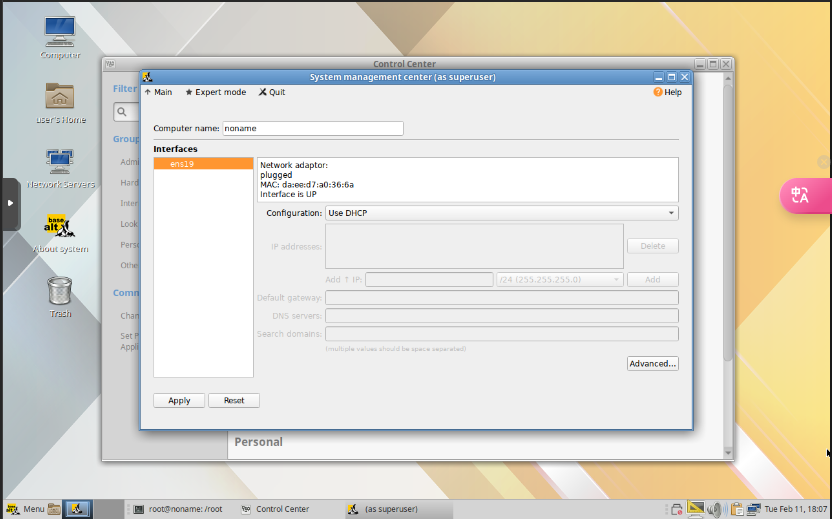 Computer
user's Home
Network Servers
base
alt
About system
Trash
Control Center
Filter
Group
Admi
Hard
Inter
Look
Perso
Othe
Comm
Chan
Set P
Appli
Personal
System management center (as superuser)
Main
Expert mode
Quit
Help
Computer name:
noname
Interfaces
ens19
Network adaptor:
plugged
MAC: da:ee:d7:a0:36:6a
Interface is UP
Configuration:
Use DHCP
IP addresses:
Delete
Add ↑ IP:
/24 (255.255.255.0)
Add
Default gateway:
DNS servers:
Search domains:
(multiple values should be space separated)
Advanced...
Apply
Reset
中
A
Menu
root@noname: /root
Control Center
(as superuser)
Tue Feb 11, 18:07